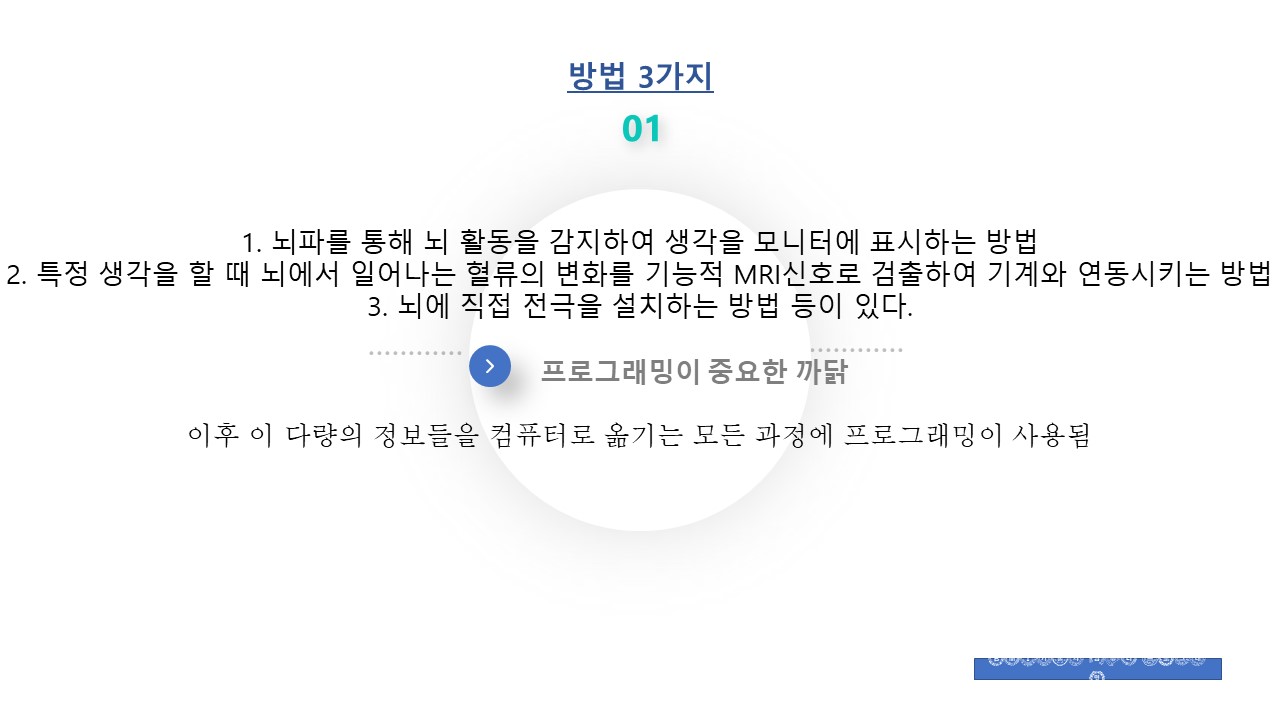 방법 3가지
01
1. 뇌파를 통해 뇌 활동을 감지하여 생각을 모니터에 표시하는 방법
2. 특정 생각을 할 때 뇌에서 일어나는 혈류의 변화를 기능적 MRI신호로 검출하여 기계와 연동시키는 방법
3. 뇌에 직접 전극을 설치하는 방법 등이 있다.
프로그래밍이 중요한 까닭
이후 이 다량의 정보들을 컴퓨터로 옮기는 모든 과정에 프로그래밍이 사용됨